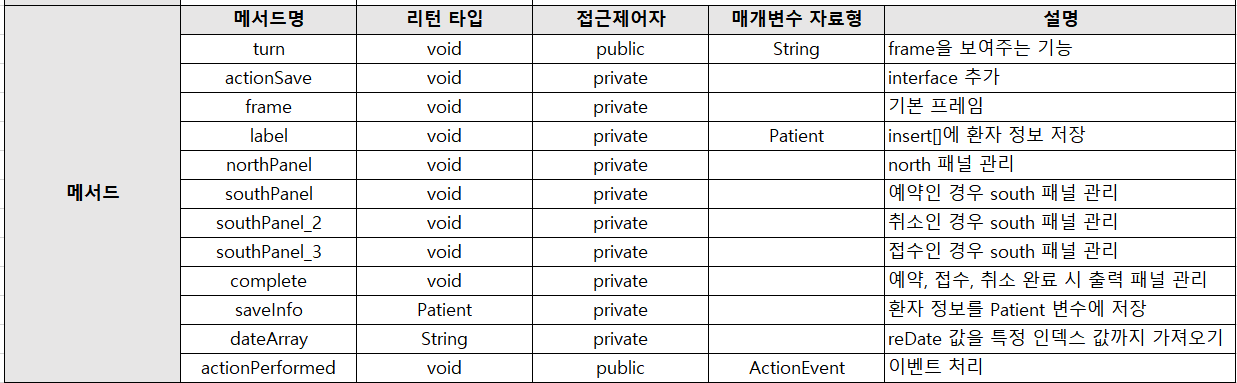 메서드명 리턴 타입 접근제어자 매개변수 자료형 설명
turn void public String frame을 보여주는 기능
actionSave void private interface 추가
frame void private 기본 프레임
label void private Patient insert[]에 환자 정보 저장
northPanel void private north 패널 관리
메서드 southPanel void private 예약인 경우 south 패널 관리
southPanel_2 void private 취소인 경우 south 패널 관리
southPanel_3 void private 접수인 경우 south 패널 관리
complete void private 예약, 접수, 취소 완료 시 출력 패널 관리
saveInfo Patient private 환자 정보를 Patient 변수에 저장
dateArray String private reDate 값을 특정 인덱스 값까지 가져오기
actionPerformed void public ActionEvent 이벤트 처리